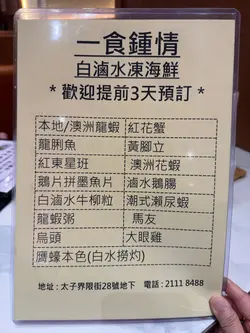 一食鍾情
白滷水凍海鮮
* 歡迎提前3天預訂 *
本地/澳洲龍蝦 紅花蟹
龍脷魚 黃腳立
紅東星班 澳洲花蝦
鵝片拼墨魚片 滷水鵝腸
白滷水牛柳粒 潮式瀨尿蝦
龍蝦粥 馬友
烏頭 大眼雞
鷹蠔本色(白水撈灼)
地址 : 太子界限街28號地下 電話 : 2111 8488